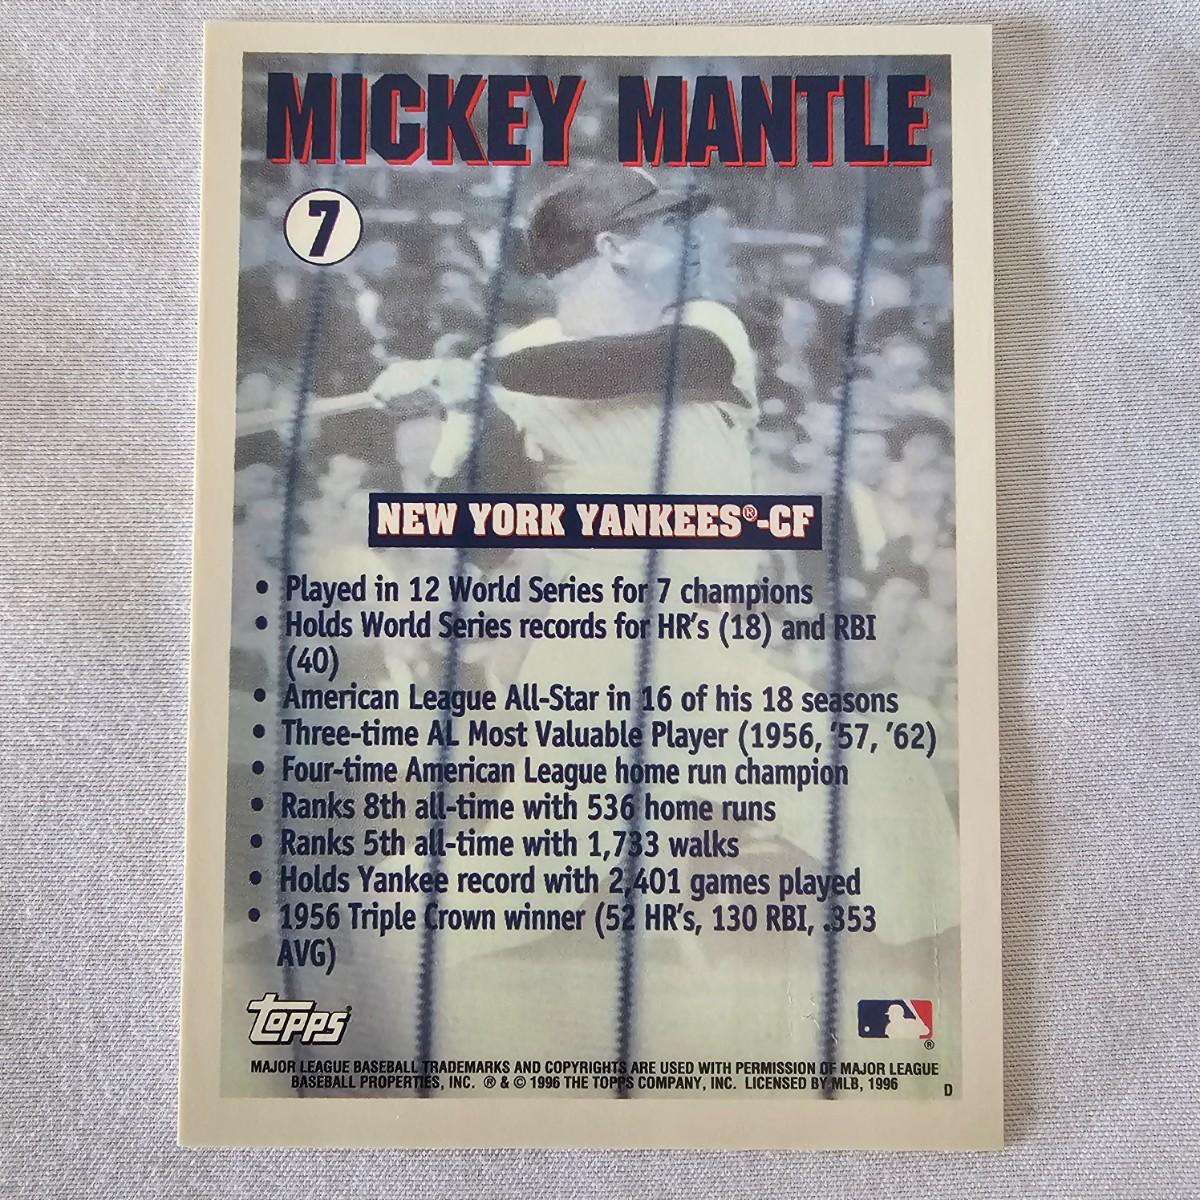 MICKEY MANTLE
7
NEW YORK YANKEES®-CF
• Played in 12 World Series for 7 champions
• Holds World Series records for HR's (18) and RBI
(40)
• American League All-Star in 16 of his 18 seasons
• Three-time AL Most Valuable Player (1956, '57, '62)
• Four-time American League home run champion
• Ranks 8th all-time with 536 home runs
• Ranks 5th all-time with 1,733 walks
• Holds Yankee record with 2,401 games played
• 1956 Triple Crown winner (52 HR's, 130 RBI, .353
AVG)
Topps®
®
MAJOR LEAGUE BASEBALL TRADEMARKS AND COPYRIGHTS ARE USED WITH PERMISSION OF MAJOR LEAGUE
BASEBALL PROPERTIES, INC. ® & © 1996 THE TOPPS COMPANY, INC. LICENSED BY MLB, 1996
D